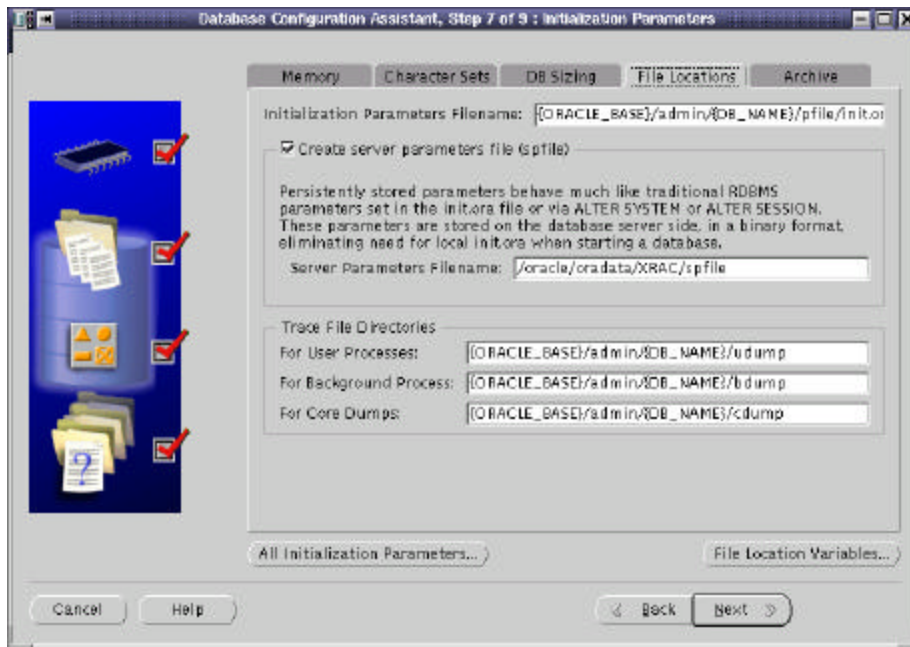 Database Configuration Assistant, Step 7 of 9 : Initialization Parameters
Memory Character Sets DB Sizing File Locations Archive
Initialization Parameters Filename: {ORACLE_BASE}/admin/{DB_NAME}/pfile/init.or
Create server parameters file (spfile)
Persistently stored parameters behave much like traditional RDBMS
parameters set in the init.ora file or via ALTER SYSTEM or ALTER SESSION.
These parameters are stored on the database server side, in a binary format,
eliminating need for local init.ora when starting a database.
Server Parameters Filename: /oracle/oradata/XRAC/spfile
Trace File Directories
For User Processes: {ORACLE_BASE}/admin/{DB_NAME}/udump
For Background Process: {ORACLE_BASE}/admin/{DB_NAME}/bdump
For Core Dumps: {ORACLE_BASE}/admin/{DB_NAME}/cdump
?
All Initialization Parameters... File Location Variables...
Cancel Help Back Next